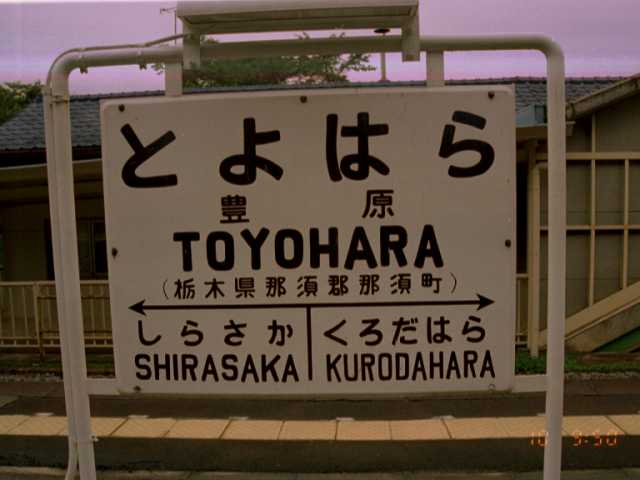 とよはら
豊原
TOYOHARA
(栃木県那須郡那須町)
しらさか くろだはら
SHIRASAKA KURODAHARA
10 9:50